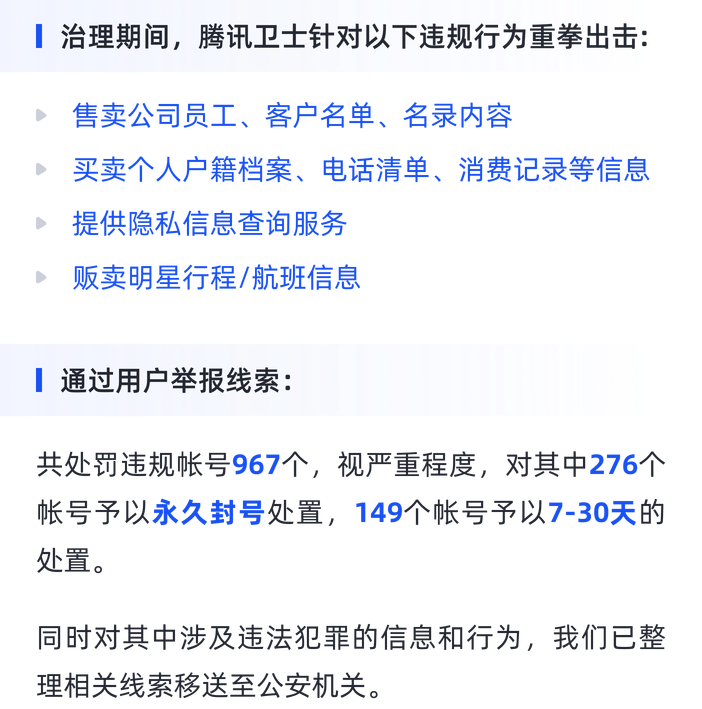 治理期间，腾讯卫士针对以下违规行为重拳出击：
售卖公司员工、客户名单、名录内容
买卖个人户籍档案、电话清单、消费记录等信息
提供隐私信息查询服务
贩卖明星行程/航班信息
通过用户举报线索：
共处罚违规帐号967个，视严重程度，对其中276个
帐号予以永久封号处置，149个帐号予以7-30天的
处置。
同时对其中涉及违法犯罪的信息和行为，我们已整
理相关线索移送至公安机关。